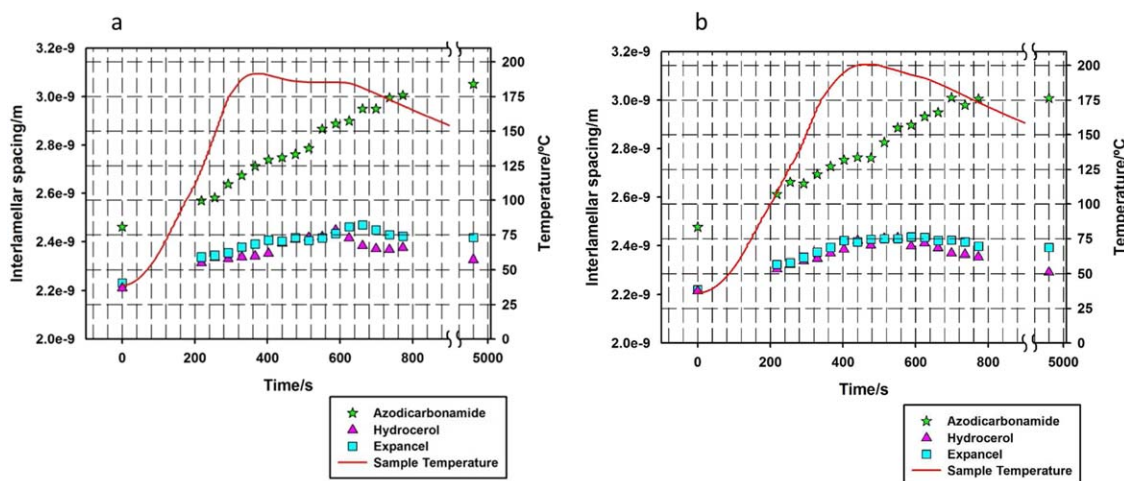 a
3.2e-9
3.0e-9
2.8e-9
2.6e-9
2.4e-9
2.2e-9
2.0e-9
Interlamellar spacing/m
200
175
150
125
100
75
50
25
0
Temperature/ºC
0 200 400 600 800 5000
Time/s
Azodicarbonamide
Hydrocerol
Expancel
Sample Temperature
b
3.2e-9
3.0e-9
2.8e-9
2.6e-9
2.4e-9
2.2e-9
2.0e-9
Interlamellar spacing/m
200
175
150
125
100
75
50
25
0
Temperature/ºC
0 200 400 600 800 5000
Time/s
Azodicarbonamide
Hydrocerol
Expancel
Sample Temperature